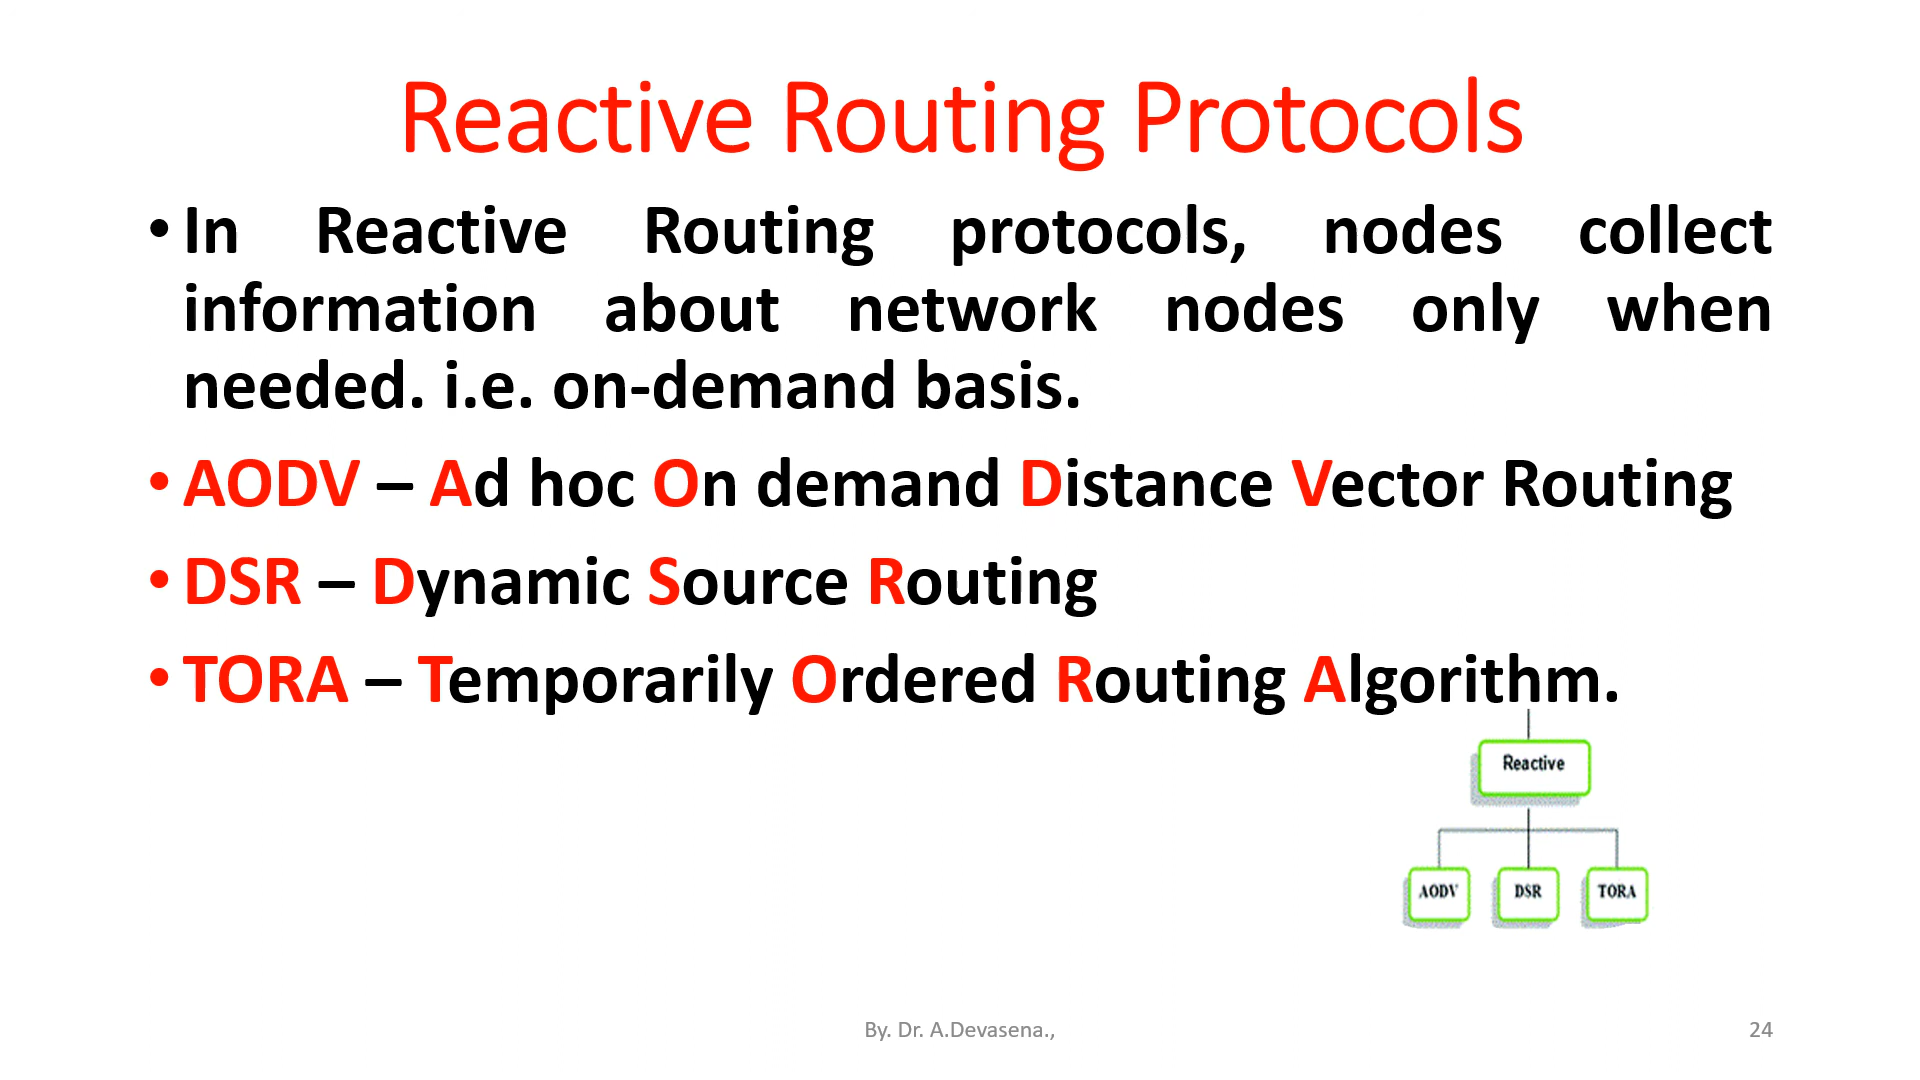 Reactive Routing Protocols
• In Reactive Routing protocols, nodes collect
information about network nodes only when
needed. i.e. on-demand basis.
• AODV – Ad hoc On demand Distance Vector Routing
• DSR – Dynamic Source Routing
• TORA – Temporarily Ordered Routing Algorithm.
Reactive
AODV DSR TORA
By. Dr. A.Devasena., 24